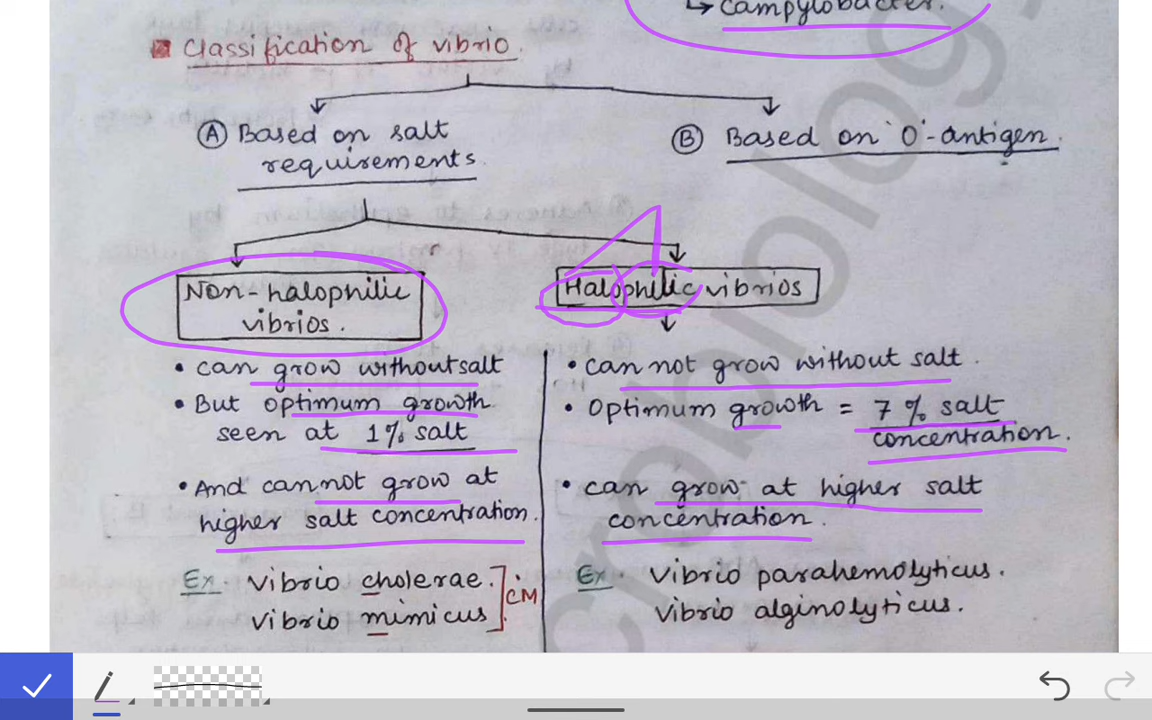 ↳ Campylobacter.
Classification of vibrio.
Ⓐ Based on salt
requirements.
Ⓑ Based on 'O'-antigen.
Non-halophilic
vibrios.
• can grow without salt
• But optimum growth
seen at 1% salt
• And cannot grow at
higher salt concentration.
Ex. vibrio cholerae.
vibrio mimicus
CM
Halophilic vibrios
• can not grow without salt.
• Optimum growth = 7% salt
concentration.
• can grow at higher salt
concentration.
Ex. vibrio parahemolyticus.
vibrio alginolyticus.